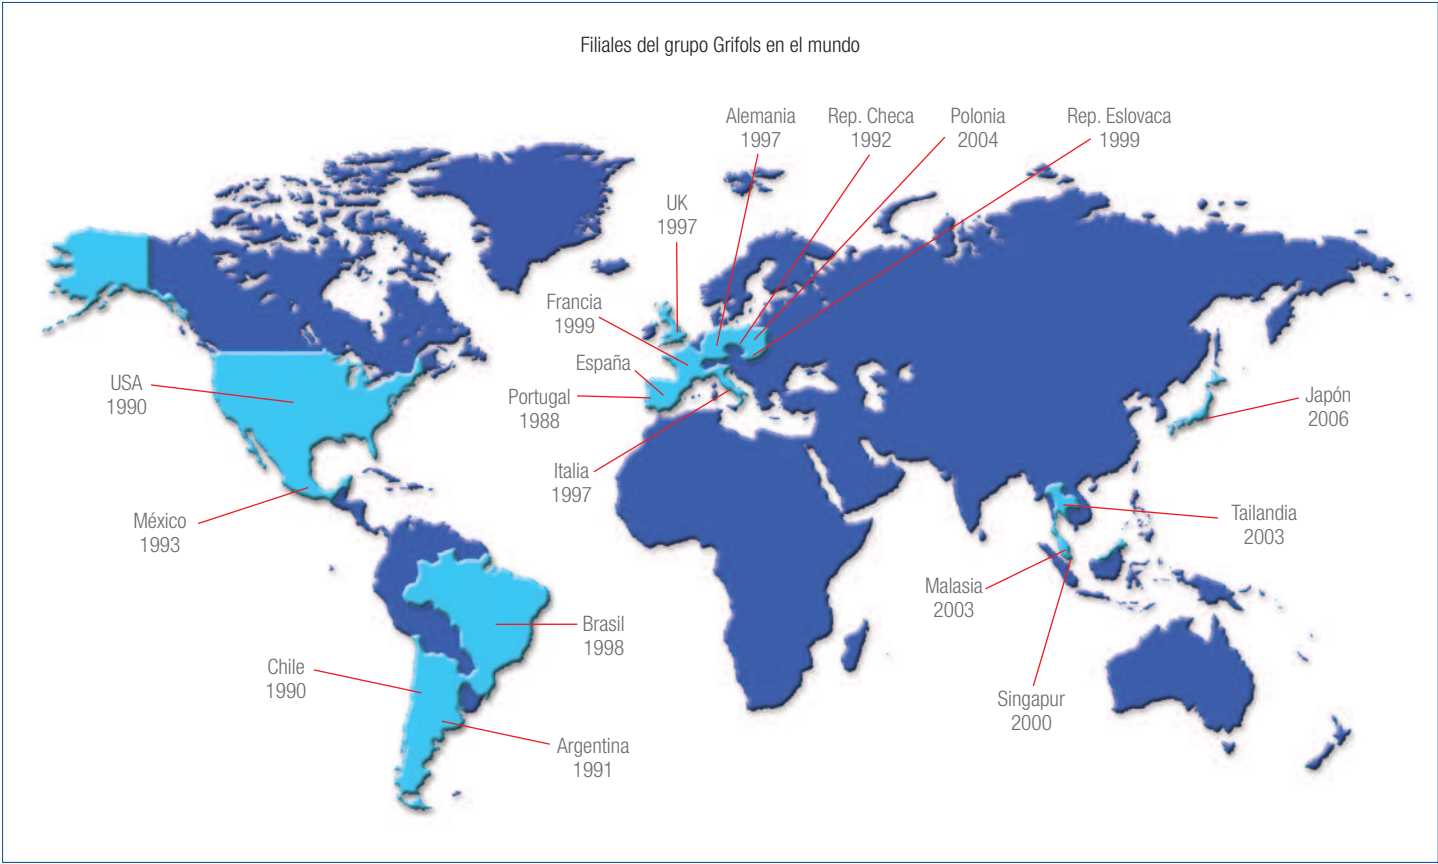 Filiales del grupo Grifols en el mundo
Alemania
1997
Rep. Checa
1992
Polonia
2004
Rep. Eslovaca
1999
UK
1997
Francia
1999
España
Portugal
1988
Italia
1997
USA
1990
México
1993
Japón
2006
Tailandia
2003
Malasia
2003
Singapur
2000
Brasil
1998
Chile
1990
Argentina
1991